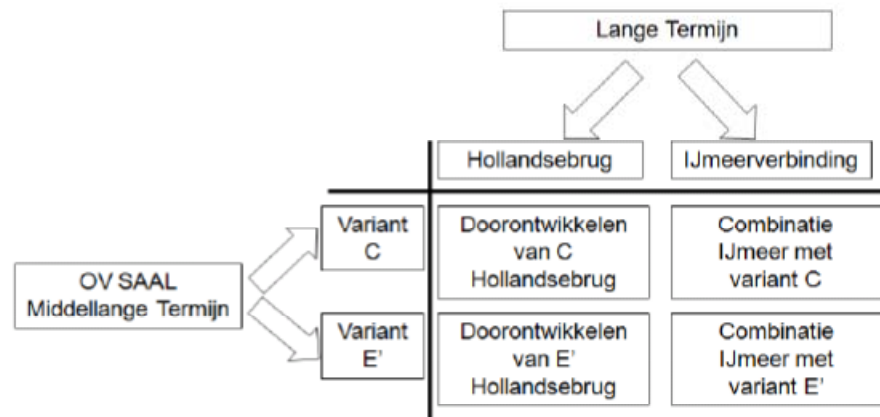 Lange Termijn
Hollandsebrug
IJmeerverbinding
Variant
C
Doorontwikkelen
van C
Hollandsebrug
Combinatie
IJmeer met
variant C
OV SAAL
Middellange Termijn
Variant
E’
Doorontwikkelen
van E’
Hollandsebrug
Combinatie
IJmeer met
variant E’